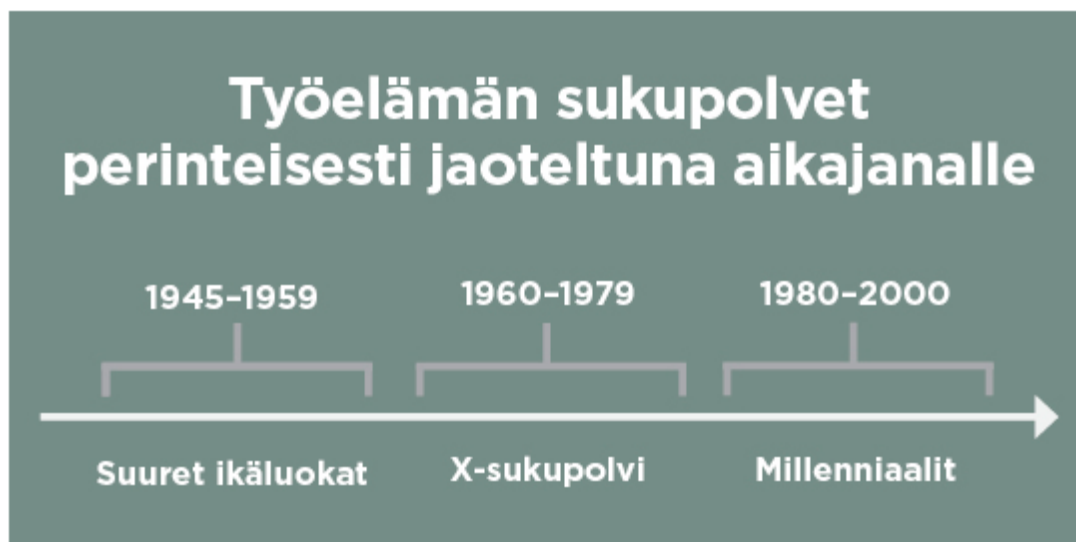 Työelämän sukupolvet
perinteisesti jaoteltuna aikajanalle
1945–1959 1960–1979 1980–2000
Suuret ikäluokat X-sukupolvi Millenniaalit